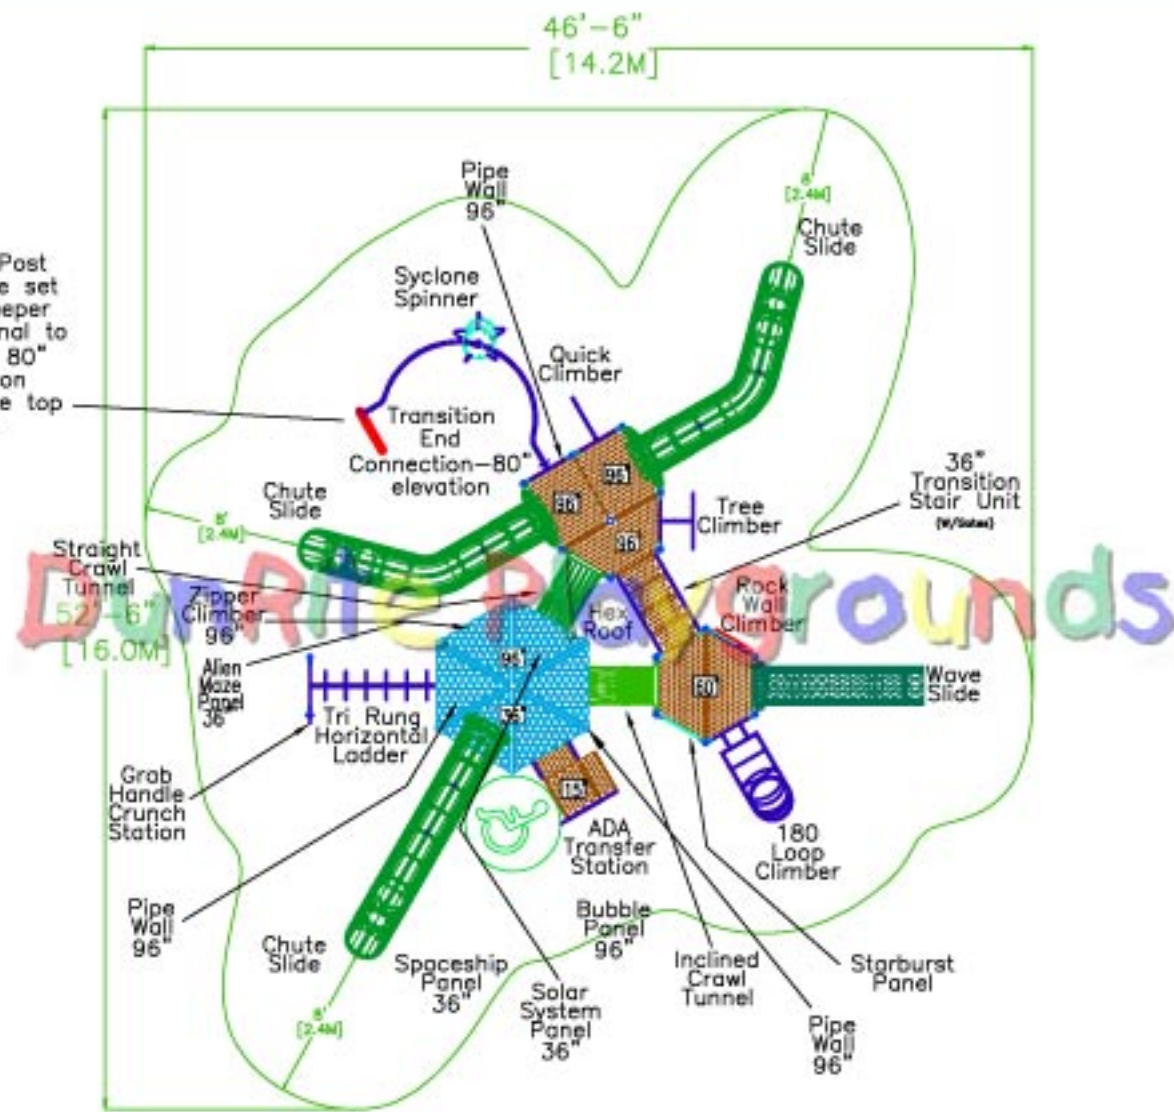 46'-6"
[14.2M]
Pipe
Wall
96"
8'
[2.4M]
Chute
Slide
Post
e set
eeper
nal to
80"
on
e top
Syclone
Spinner
Quick
Climber
Transition
End
Connection-80"
elevation
96"
96"
96
36"
Transition
Stair Unit
Chute
Slide
8'
[2.4M]
Tree
Climber
Straight
Crawl
Tunnel
DunRite Playgrounds
52'-6"
[16.0M]
Zipper
Climber
96"
Hex
Roof
Rock
Wall
Climber
Alien
Maze
Panel
36"
96"
36"
60"
Wave
Slide
Tri Rung
Horizontal
Ladder
Grab
Handle
Crunch
Station
ADA
Transfer
Station
180
Loop
Climber
Pipe
Wall
96"
Bubble
Panel
96"
Chute
Slide
Spaceship
Panel
36"
Solar
System
Panel
36"
Inclined
Crawl
Tunnel
Starburst
Panel
Pipe
Wall
96"
8'
[2.4M]